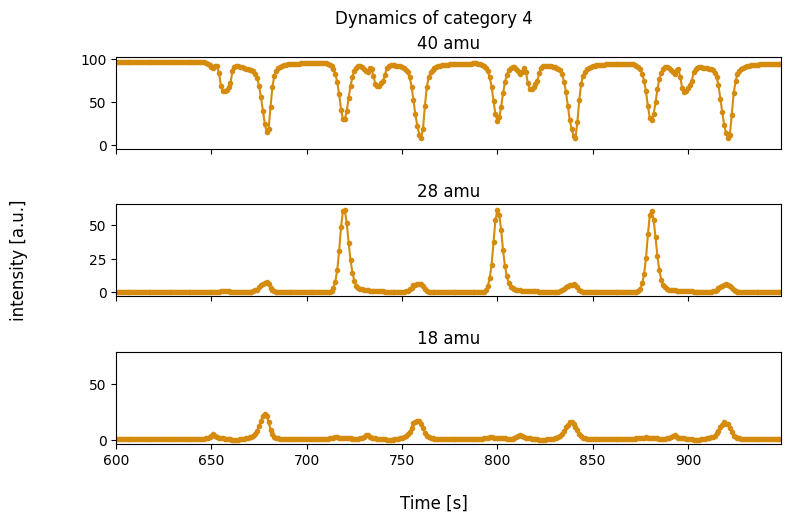 Dynamics of category 4
40 amu
100
50
0
28 amu
50
25
0
intensity [a.u.]
18 amu
50
0
600 650 700 750 800 850 900
Time [s]